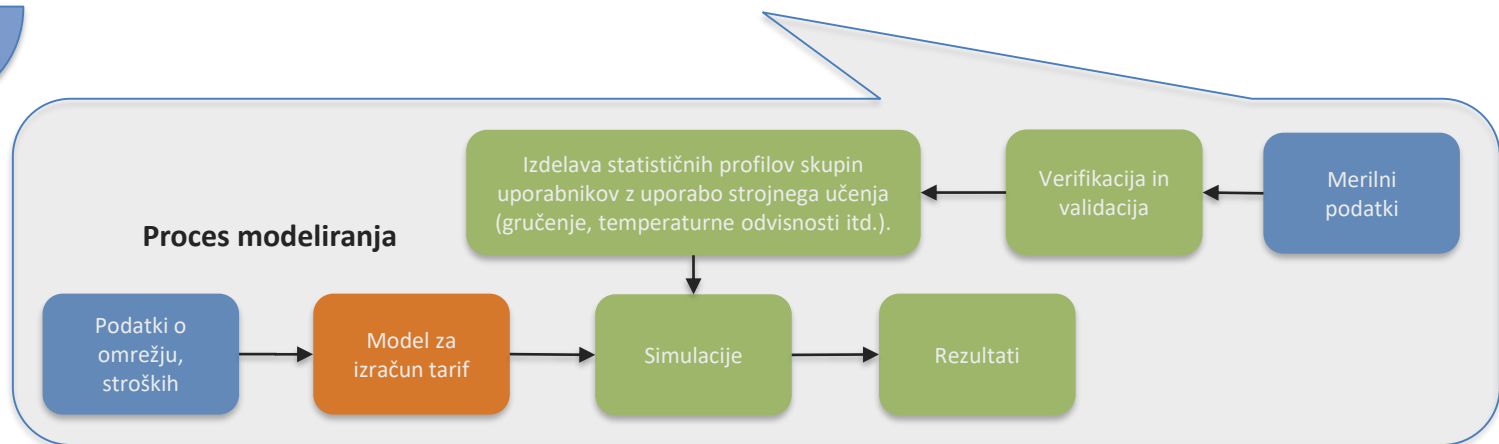 Izdelava statističnih profilov skupin
uporabnikov z uporabo strojnega učenja
(gručenje, temperaturne odvisnosti itd.).
Verifikacija in
validacija
Merilni
podatki
Proces modeliranja
Podatki o
omrežju,
stroških
Model za
izračun tarif
Simulacije
Rezultati